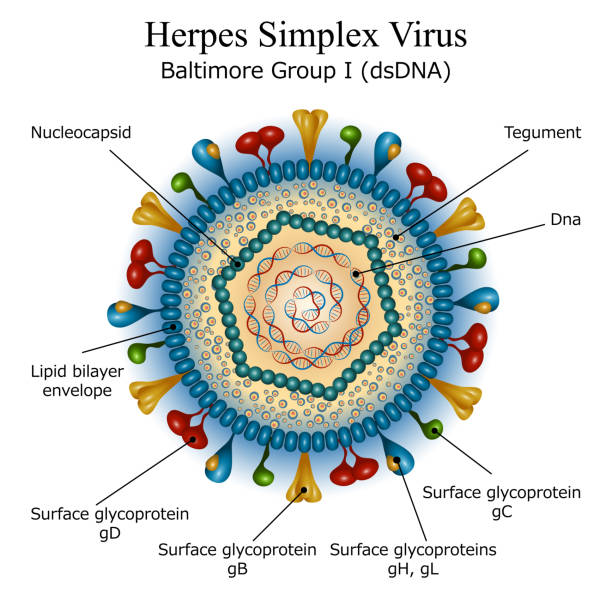 Herpes Simplex Virus
Baltimore Group I (dsDNA)
Nucleocapsid
Tegument
Dna
Lipid bilayer
envelope
Surface glycoprotein
gC
Surface glycoprotein
gD
Surface glycoprotein
gB
Surface glycoproteins
gH, gL